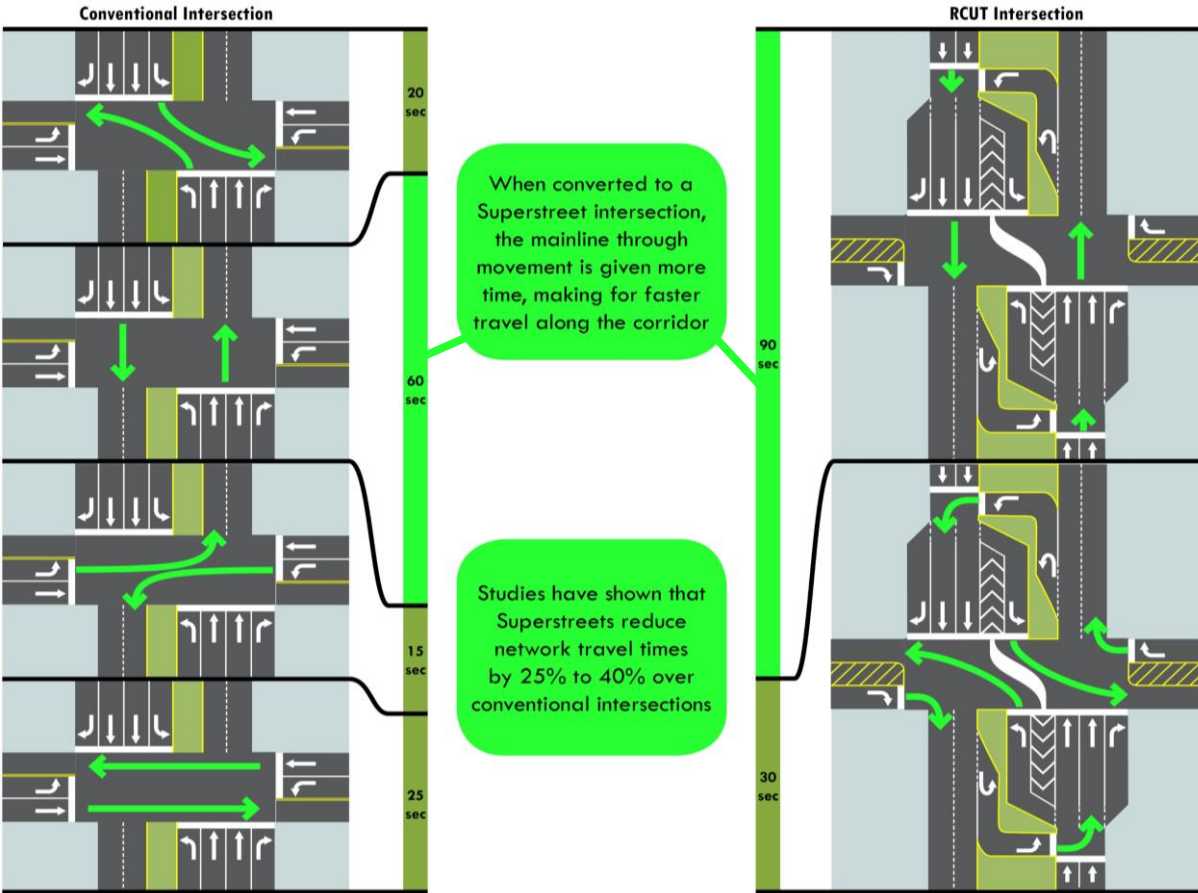 Conventional Intersection
RCUT Intersection
20
sec
60
sec
15
sec
25
sec
When converted to a
Superstreet intersection,
the mainline through
movement is given more
time, making for faster
travel along the corridor
Studies have shown that
Superstreets reduce
network travel times
by 25% to 40% over
conventional intersections
90
sec
30
sec